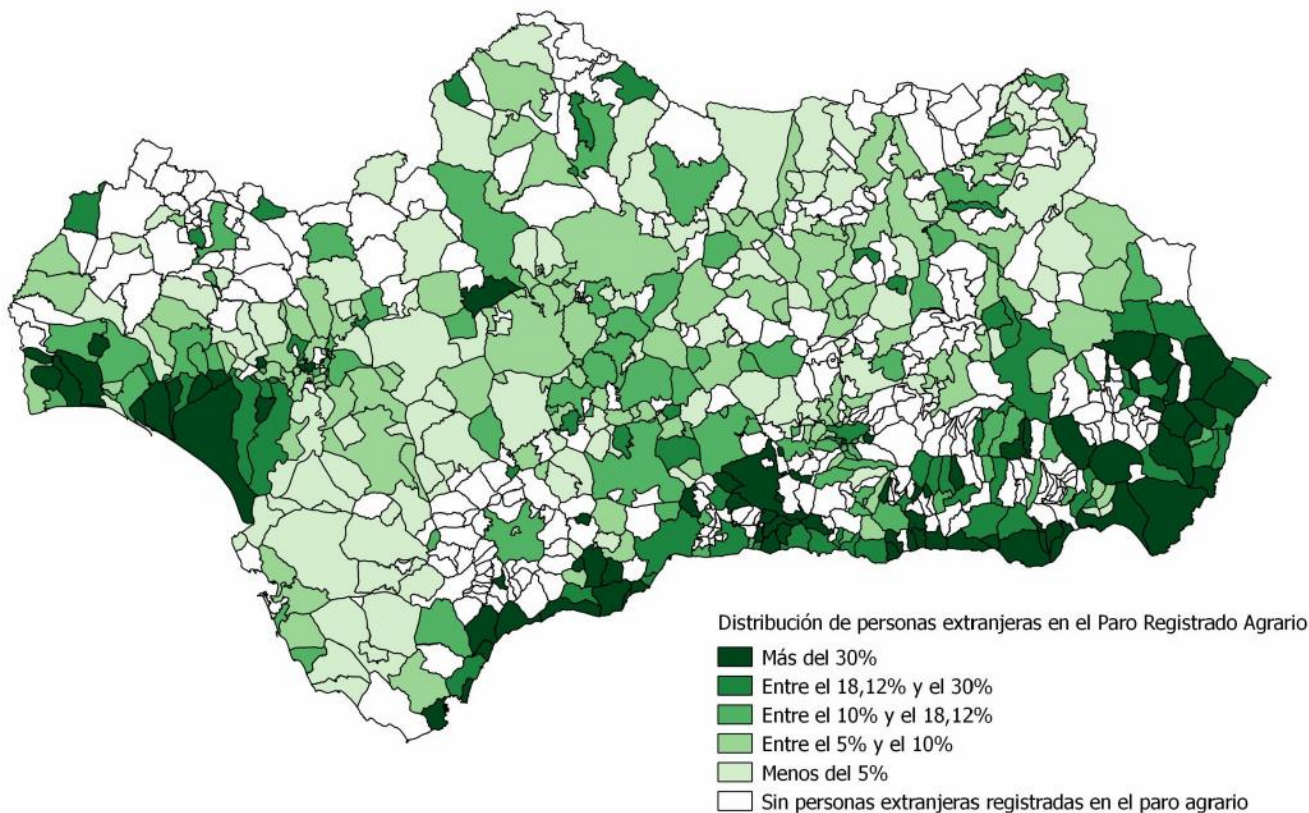 Distribución de personas extranjeras en el Paro Registrado Agrario
Más del 30%
Entre el 18,12% y el 30%
Entre el 10% y el 18,12%
Entre el 5% y el 10%
Menos del 5%
Sin personas extranjeras registradas en el paro agrario